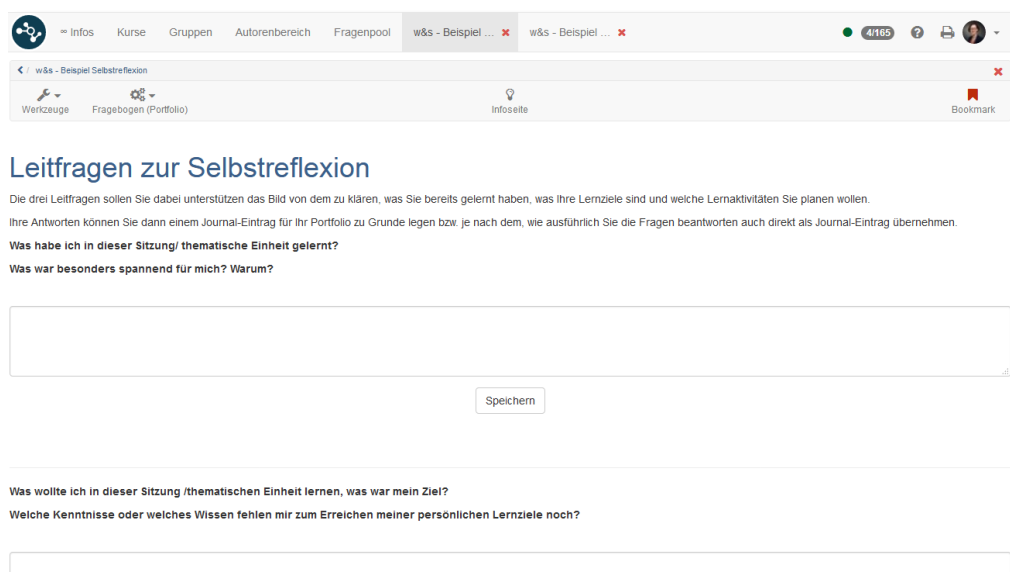 ∞ Infos Kurse Gruppen Autorenbereich Fragenpool w&s - Beispiel ... w&s - Beispiel ... 4/165
w&s - Beispiel Selbstreflexion
Werkzeuge Fragebogen (Portfolio) Infoseite Bookmark
Leitfragen zur Selbstreflexion
Die drei Leitfragen sollen Sie dabei unterstützen das Bild von dem zu klären, was Sie bereits gelernt haben, was Ihre Lernziele sind und welche Lernaktivitäten Sie planen wollen.
Ihre Antworten können Sie dann einem Journal-Eintrag für Ihr Portfolio zu Grunde legen bzw. je nach dem, wie ausführlich Sie die Fragen beantworten auch direkt als Journal-Eintrag übernehmen.
Was habe ich in dieser Sitzung/ thematische Einheit gelernt?
Was war besonders spannend für mich? Warum?
Speichern
Was wollte ich in dieser Sitzung /thematischen Einheit lernen, was war mein Ziel?
Welche Kenntnisse oder welches Wissen fehlen mir zum Erreichen meiner persönlichen Lernziele noch?